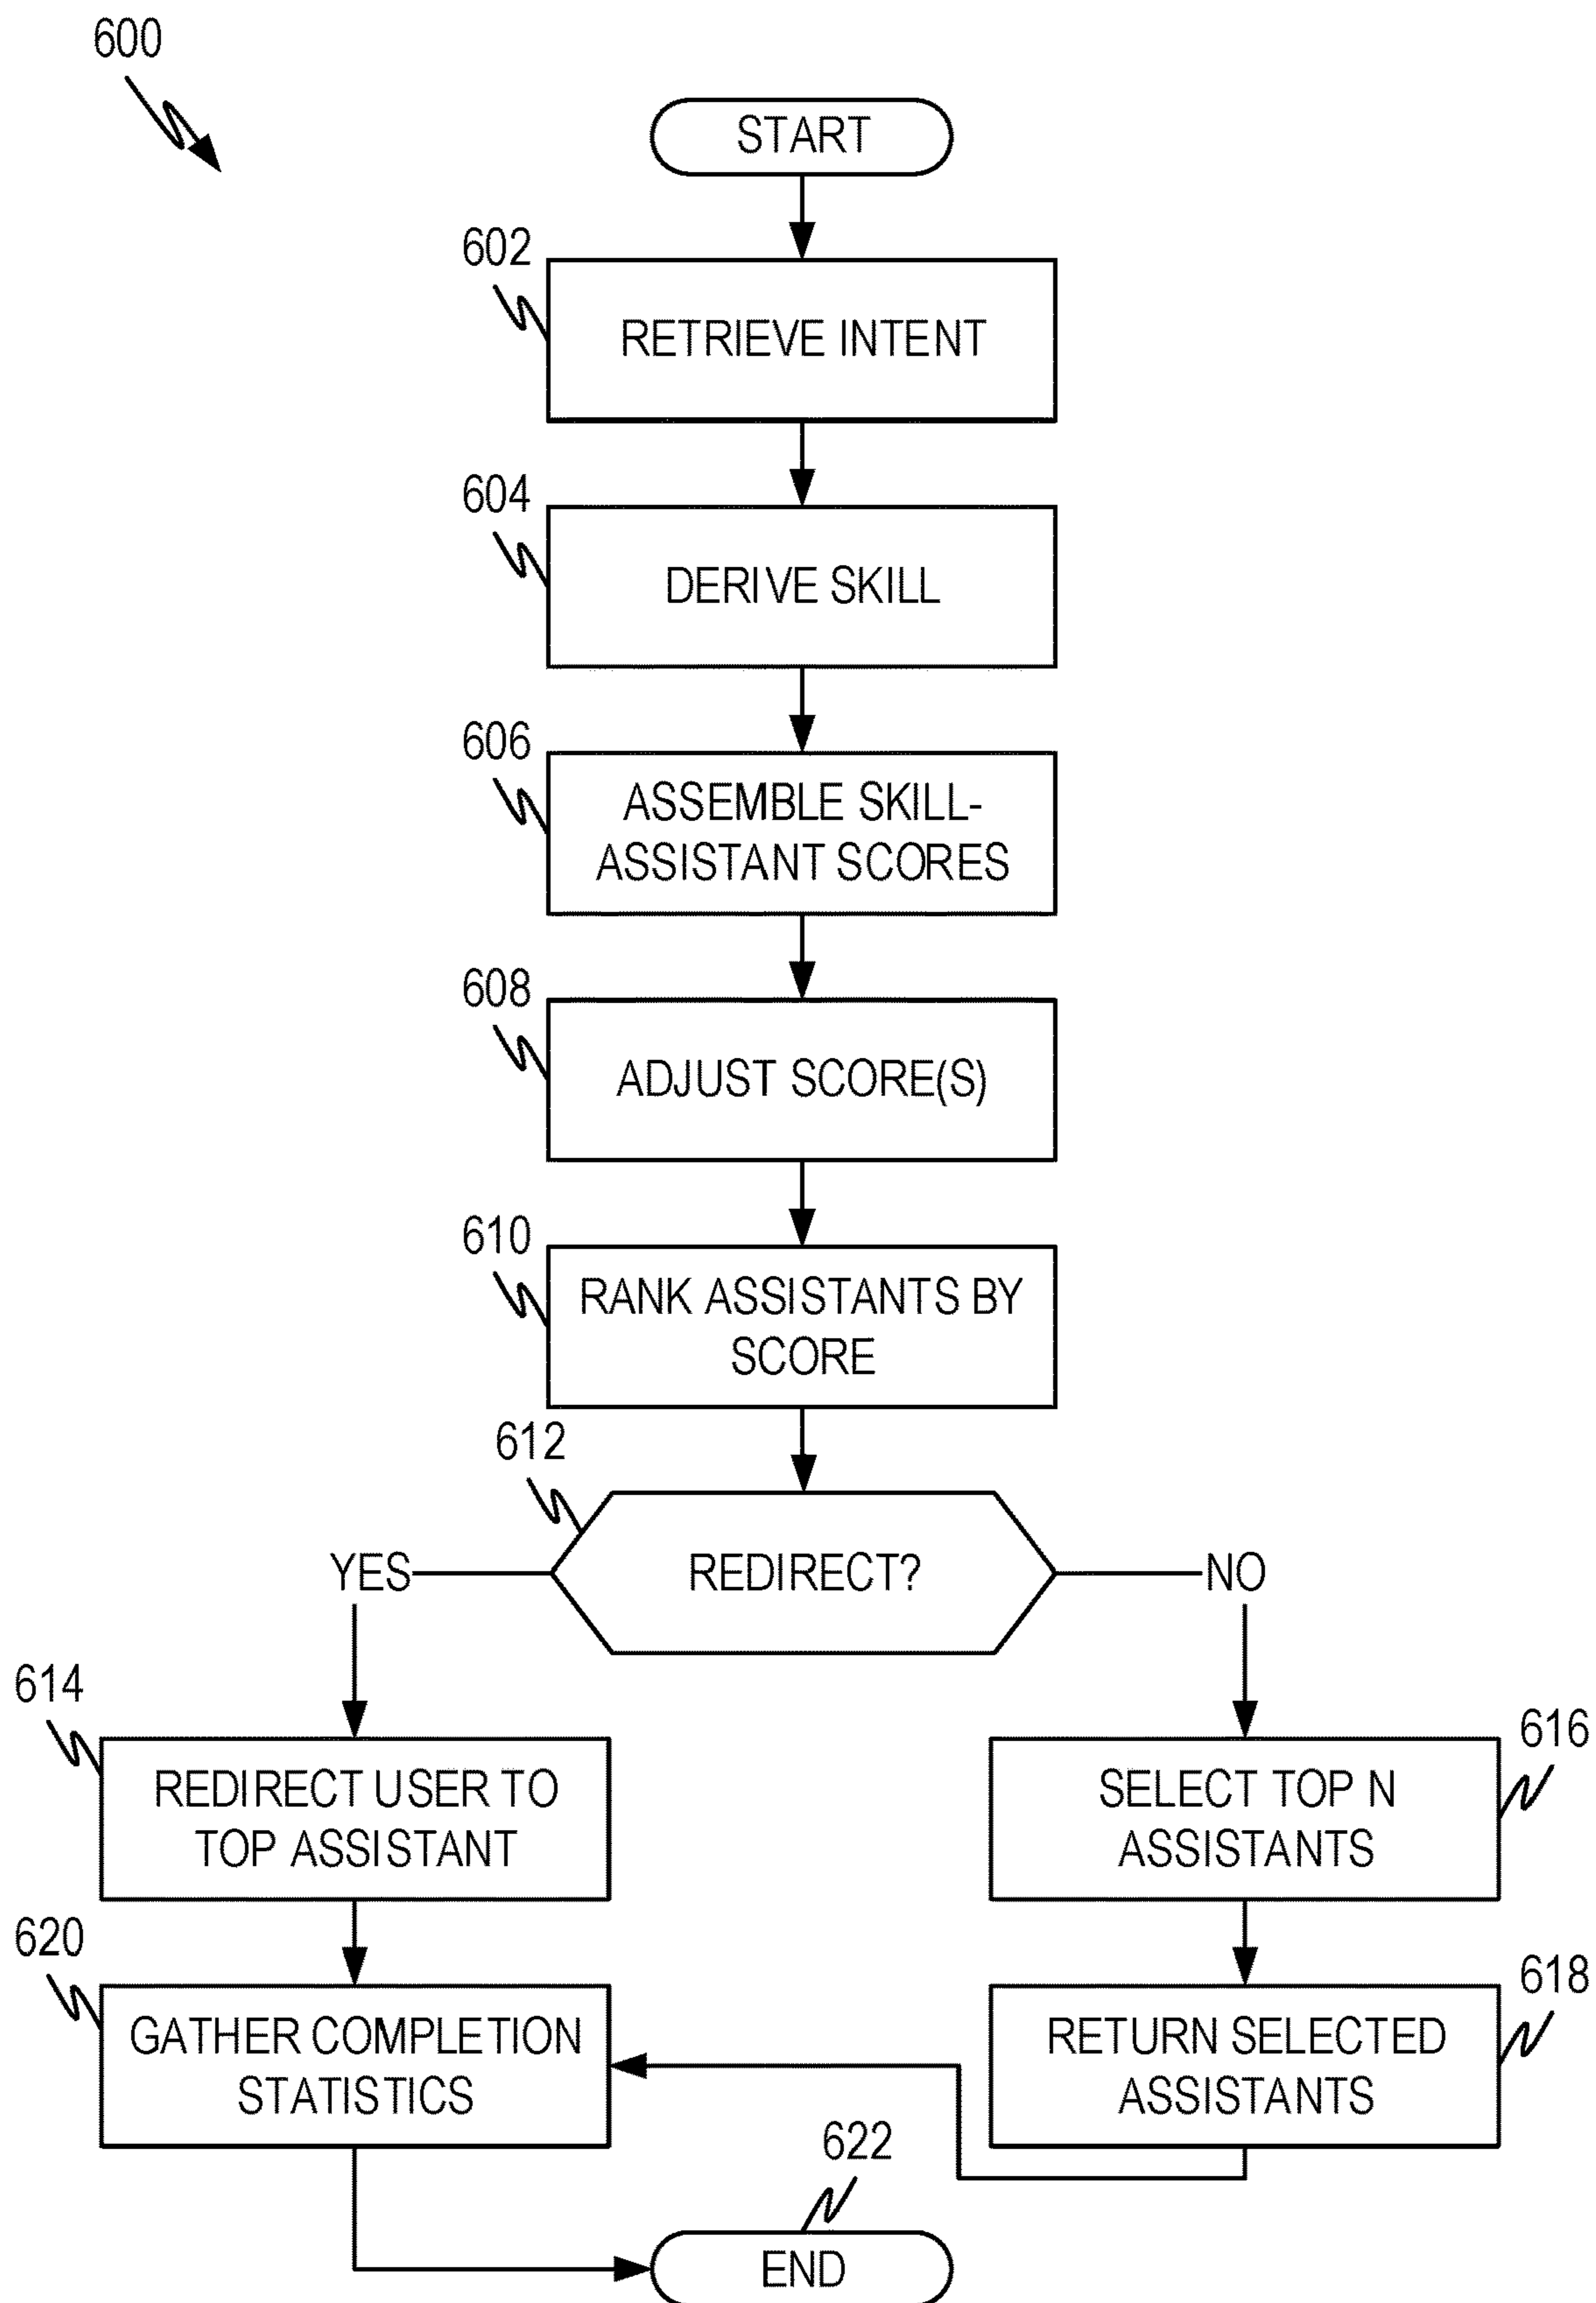 600
START
602
RETRIEVE INTENT
604
DERIVE SKILL
606
ASSEMBLE SKILL-
ASSISTANT SCORES
608
ADJUST SCORE(S)
610
RANK ASSISTANTS BY
SCORE
612
YES
REDIRECT?
NO
614
REDIRECT USER TO
TOP ASSISTANT
616
SELECT TOP N
ASSISTANTS
620
GATHER COMPLETION
STATISTICS
618
RETURN SELECTED
ASSISTANTS
622
END